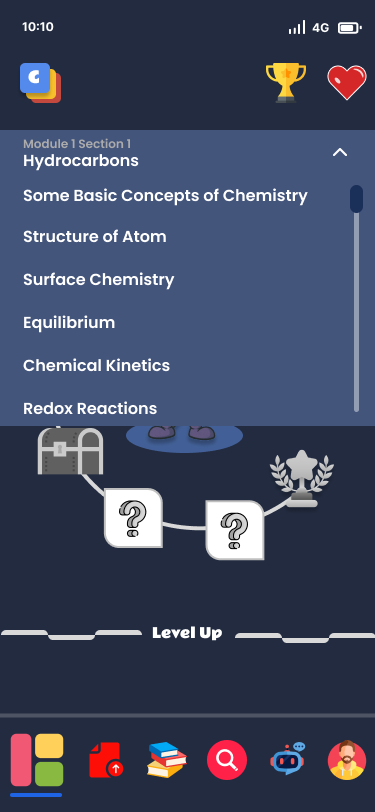 10:10
4G
C
Module 1 Section 1
Hydrocarbons
Some Basic Concepts of Chemistry
Structure of Atom
Surface Chemistry
Equilibrium
Chemical Kinetics
Redox Reactions
? ?
Level Up